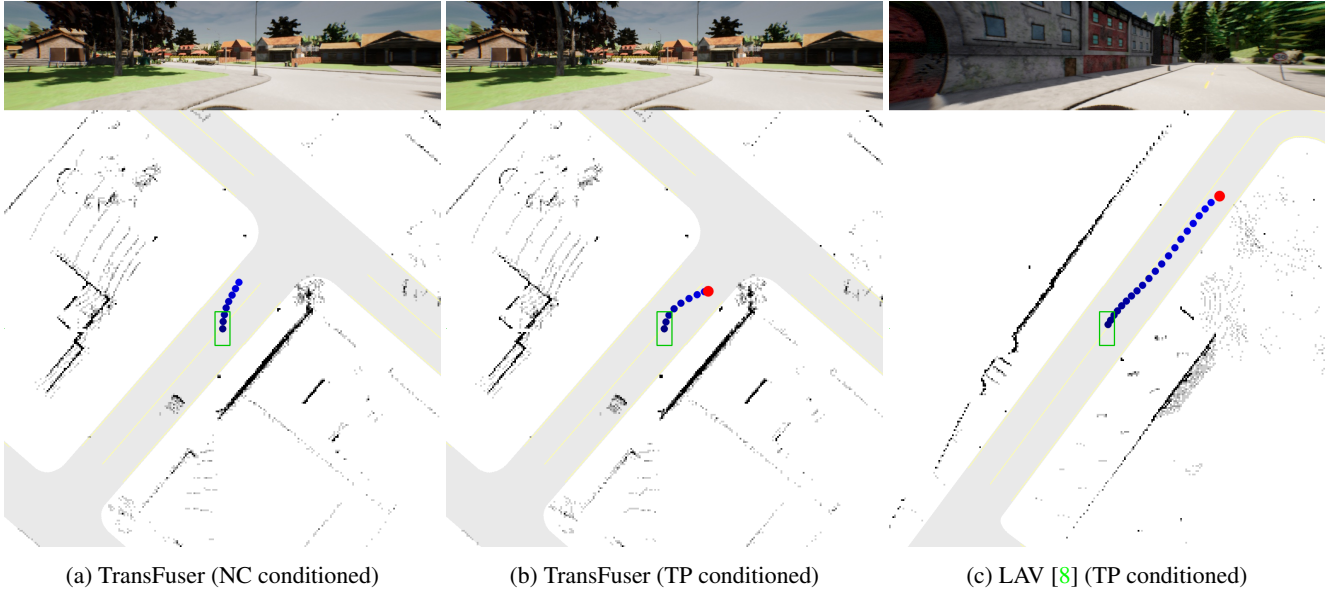 (a) TransFuser (NC conditioned)
(b) TransFuser (TP conditioned)
(c) LAV [8] (TP conditioned)